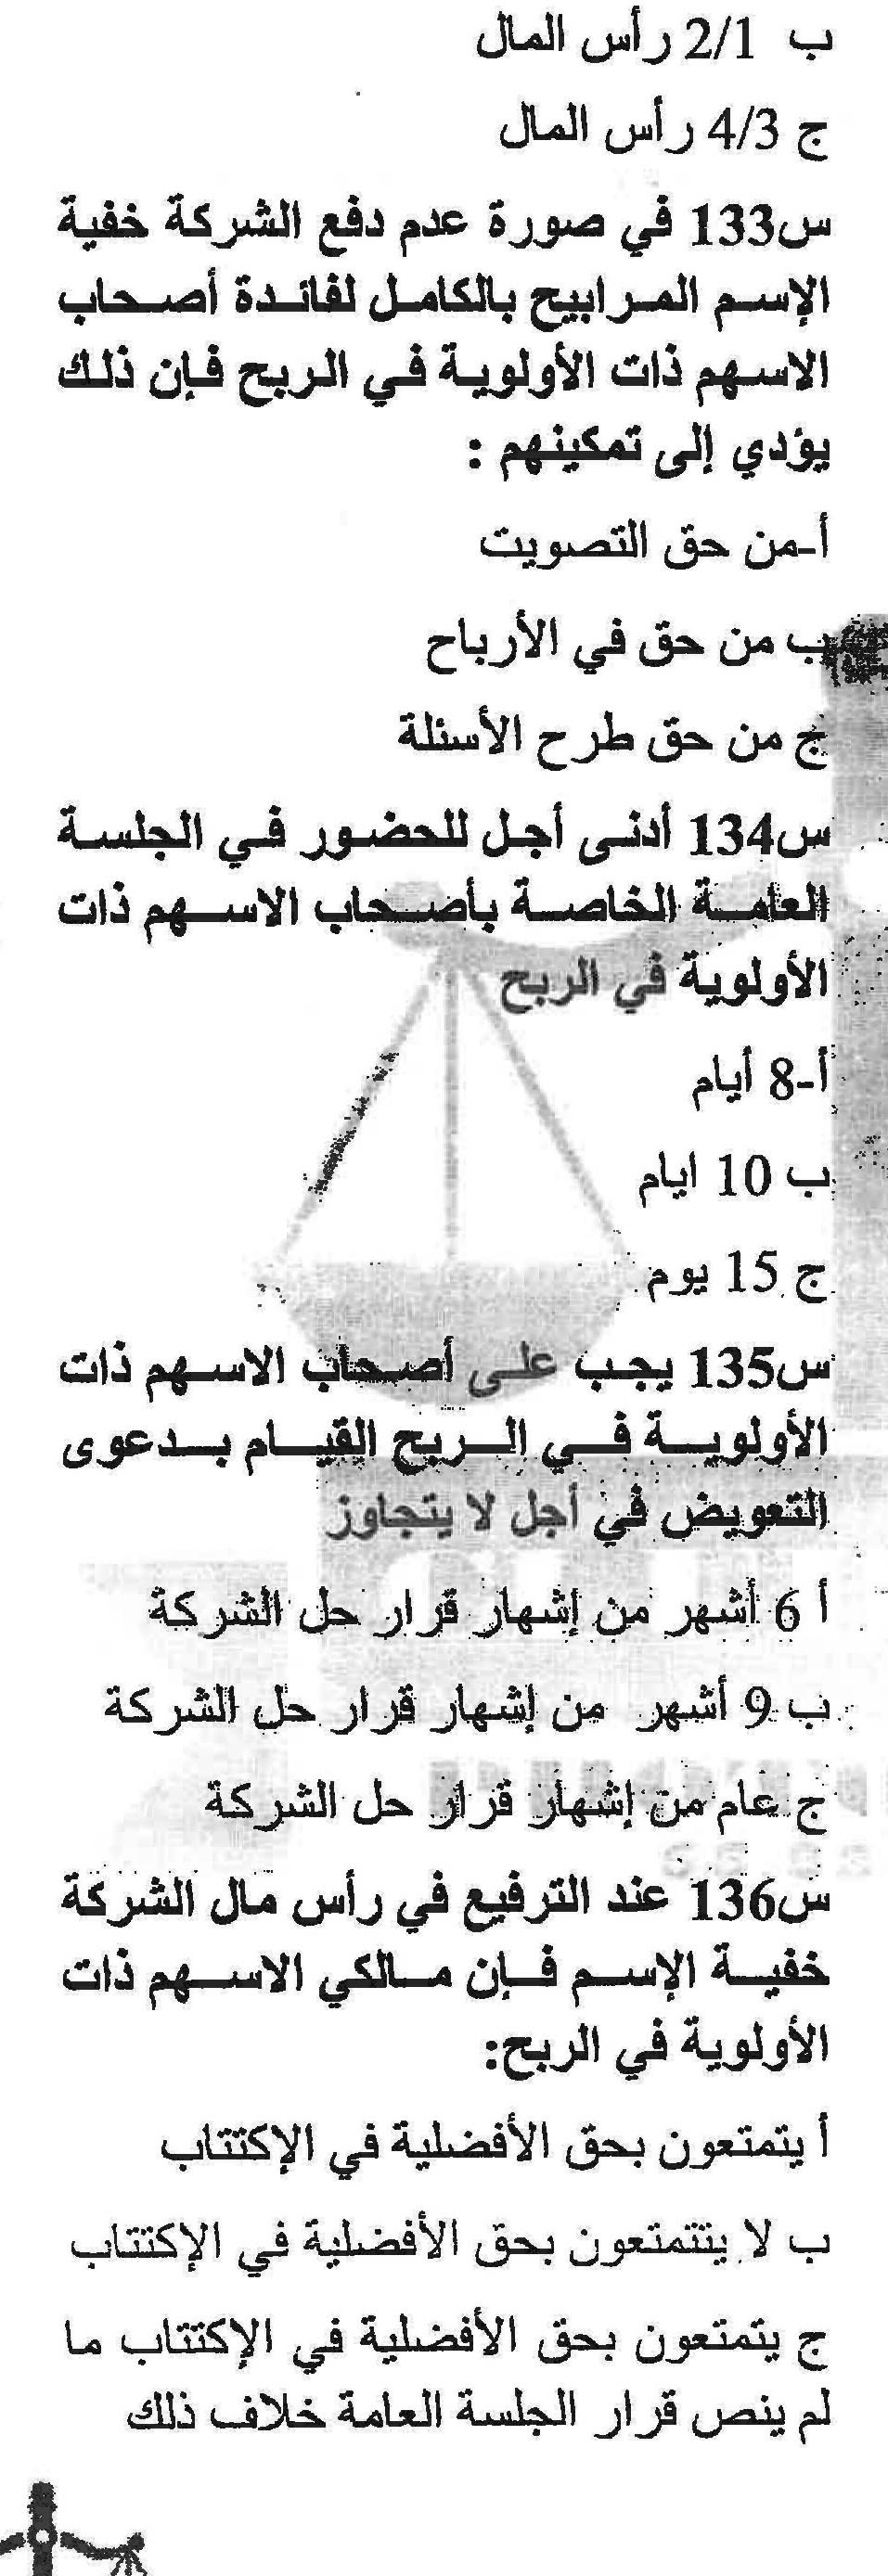 ب 2/1 رأس المال
ج 4/3 رأس المال
س133 في صورة عدم دفع الشركة خفية
الإسم المرابيح بالكامل لفائدة أصحاب
الاسهم ذات الأولوية في الربح فإن ذلك
يؤدي إلى تمكينهم :
أ-من حق التصويت
ب من حق في الأرباح
ج من حق طرح الأسئلة
س134 أدنى أجل للحضور في الجلسة
العامة الخاصة بأصحاب الاسهم ذات
الأولوية في الربح
أ-8 أيام
ب 10 ايام
ج 15 يوم
س135 يجب على أصحاب الاسهم ذات
الأولوية في الربح القيام بدعوى
التعويض في أجل لا يتجاوز
أ 6 أشهر من إشهار قرار حل الشركة
ب 9 أشهر من إشهار قرار حل الشركة
ج عام من إشهار قرار حل الشركة
س136 عند الترفيع في رأس مال الشركة
خفية الإسم فإن مالكي الاسهم ذات
الأولوية في الربح:
أ يتمتعون بحق الأفضلية في الإكتتاب
ب لا يتتمتعون بحق الأفضلية في الإكتتاب
ج يتمتعون بحق الأفضلية في الإكتتاب ما
لم ينص قرار الجلسة العامة خلاف ذلك